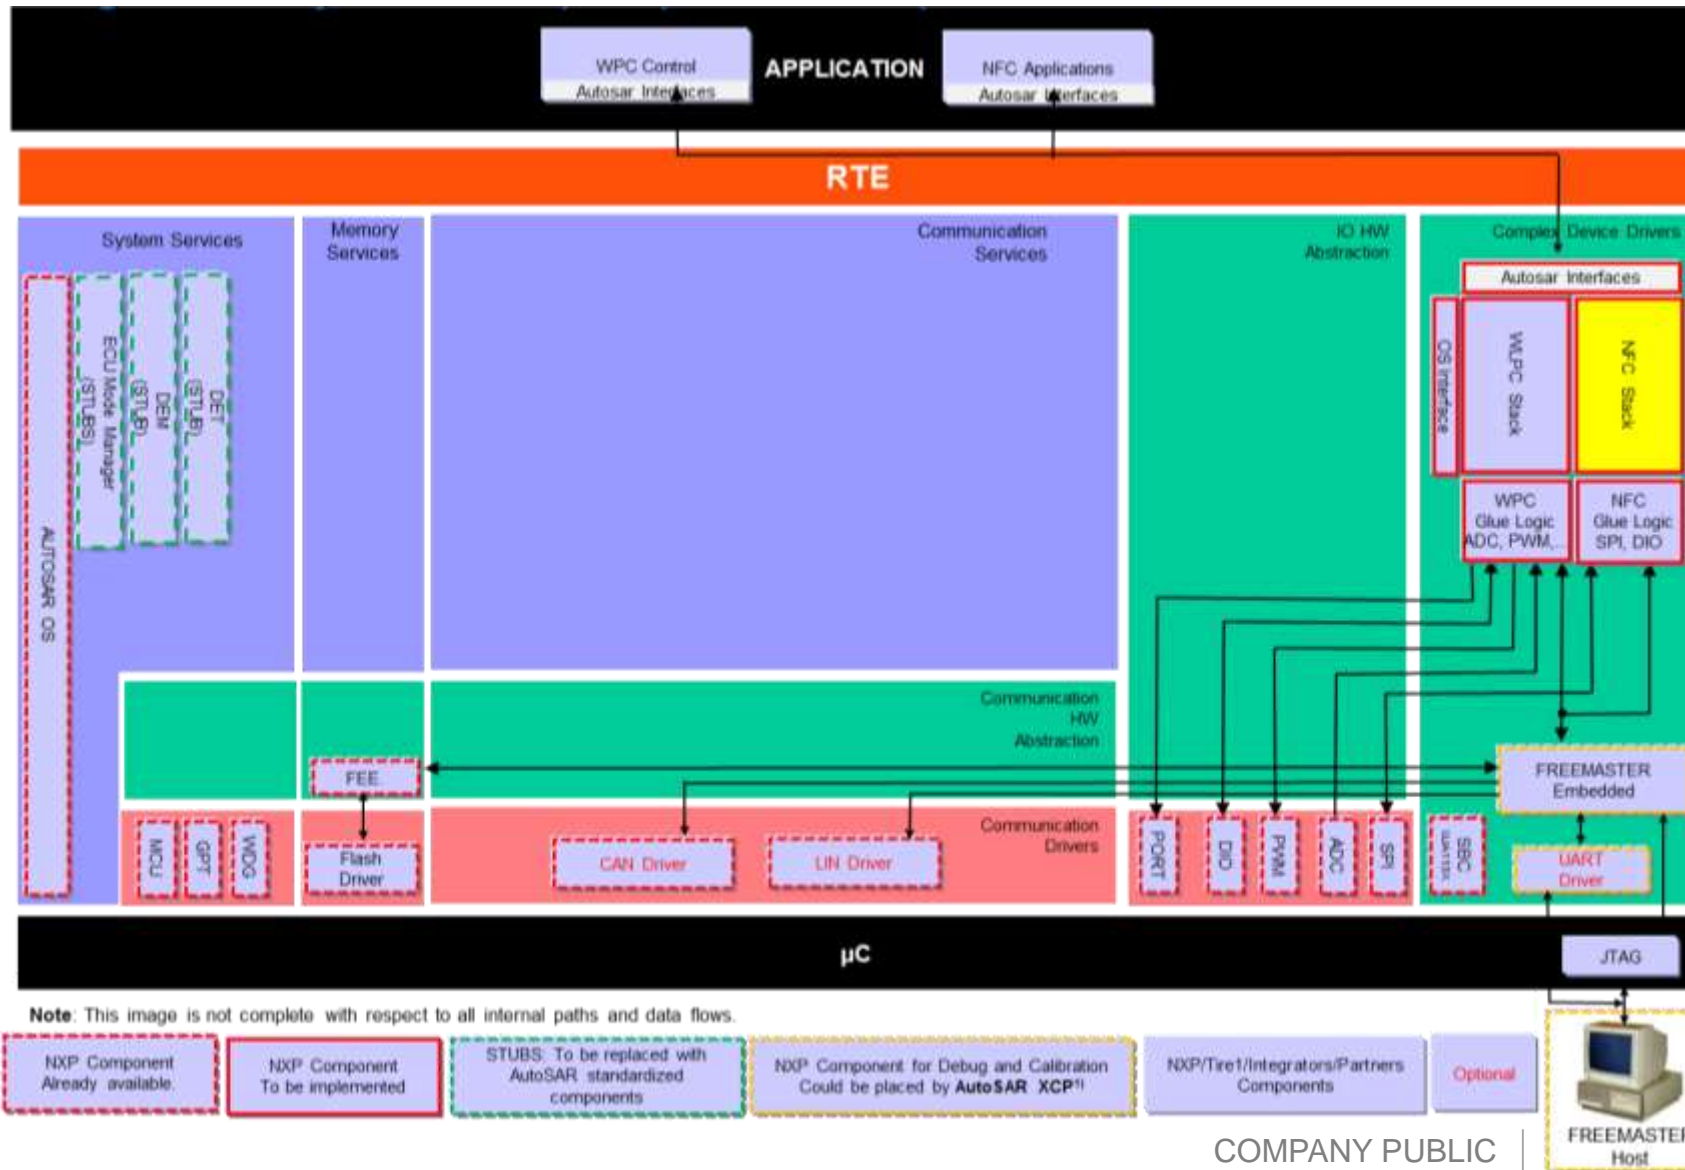 WPC Control
Autosar Interfaces
APPLICATION
NFC Applications
Autosar Interfaces
RTE
System Services
Memory
Services
Communication
Services
IO HW
Abstraction
Complex Device Drivers
AUTOSAR OS
ECU Mode Manager
(STUBS)
DEM
(STUB)
DET
(STUB)
Autosar Interfaces
OS Interface
WLPC Stack
NFC Stack
WPC
Glue Logic
ADC, PWM,...
NFC
Glue Logic
SPI, DIO
Communication
HW
Abstraction
FEE
FREEMASTER
Embedded
MCU
GPT
WDG
Flash
Driver
Communication
Drivers
CAN Driver
LIN Driver
PORT
DIO
PWM
ADC
SPI
SBC
UART
Driver
µC
JTAG
Note: This image is not complete with respect to all internal paths and data flows.
NXP Component
Already available.
NXP Component
To be implemented
STUBS: To be replaced with
AutoSAR standardized
components
NXP Component for Debug and Calibration
Could be placed by AutoSAR XCP¹⁾
NXP/Tire1/Integrators/Partners
Components
Optional
FREEMASTER
Host
COMPANY PUBLIC